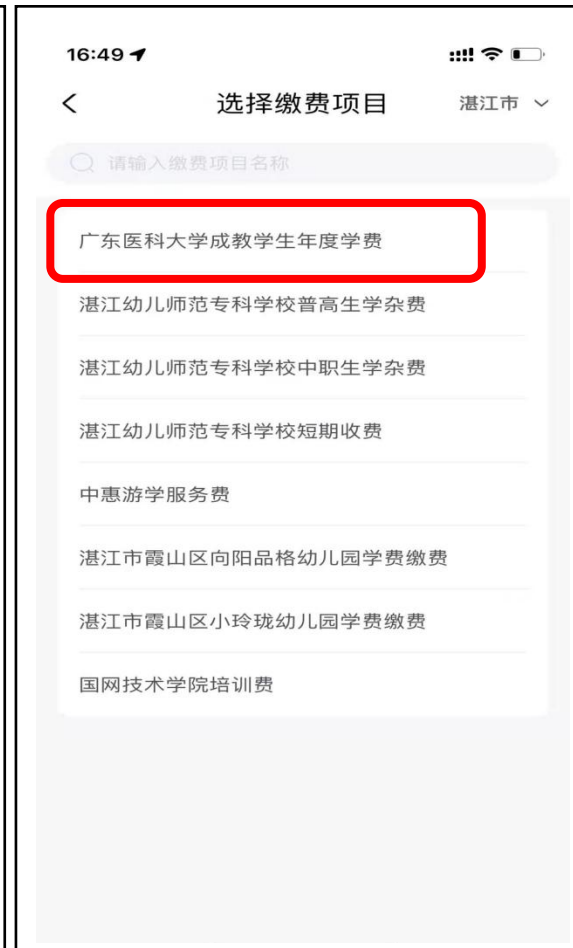 16:49
选择缴费项目
湛江市
请输入缴费项目名称
广东医科大学成教学生年度学费
湛江幼儿师范专科学校普高生学杂费
湛江幼儿师范专科学校中职生学杂费
湛江幼儿师范专科学校短期收费
中惠游学服务费
湛江市霞山区向阳品格幼儿园学费缴费
湛江市霞山区小玲珑幼儿园学费缴费
国网技术学院培训费